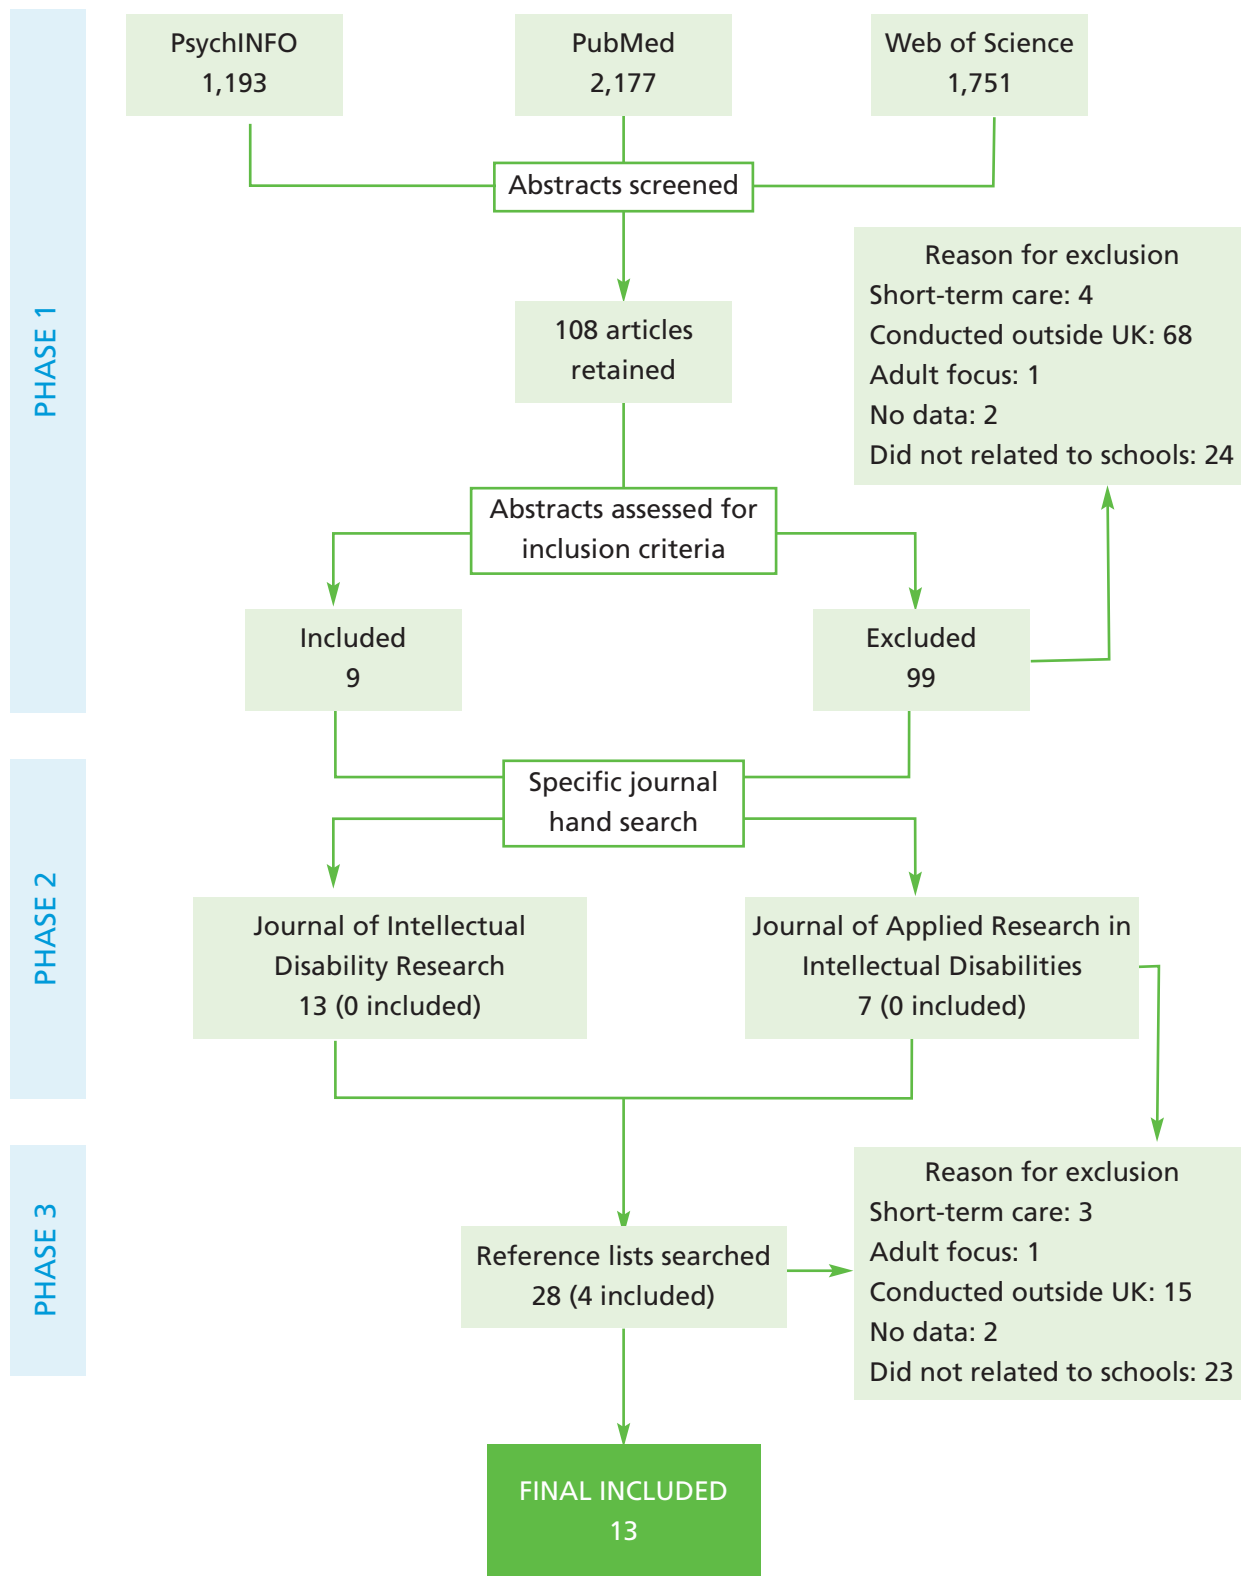 PHASE 1
PsychINFO
1,193
PubMed
2,177
Web of Science
1,751
Abstracts screened
108 articles
retained
Reason for exclusion
Short-term care: 4
Conducted outside UK: 68
Adult focus: 1
No data: 2
Did not related to schools: 24
Abstracts assessed for
inclusion criteria
Included
9
Excluded
99
PHASE 2
Specific journal
hand search
Journal of Intellectual
Disability Research
13 (0 included)
Journal of Applied Research in
Intellectual Disabilities
7 (0 included)
PHASE 3
Reference lists searched
28 (4 included)
Reason for exclusion
Short-term care: 3
Adult focus: 1
Conducted outside UK: 15
No data: 2
Did not related to schools: 23
FINAL INCLUDED
13